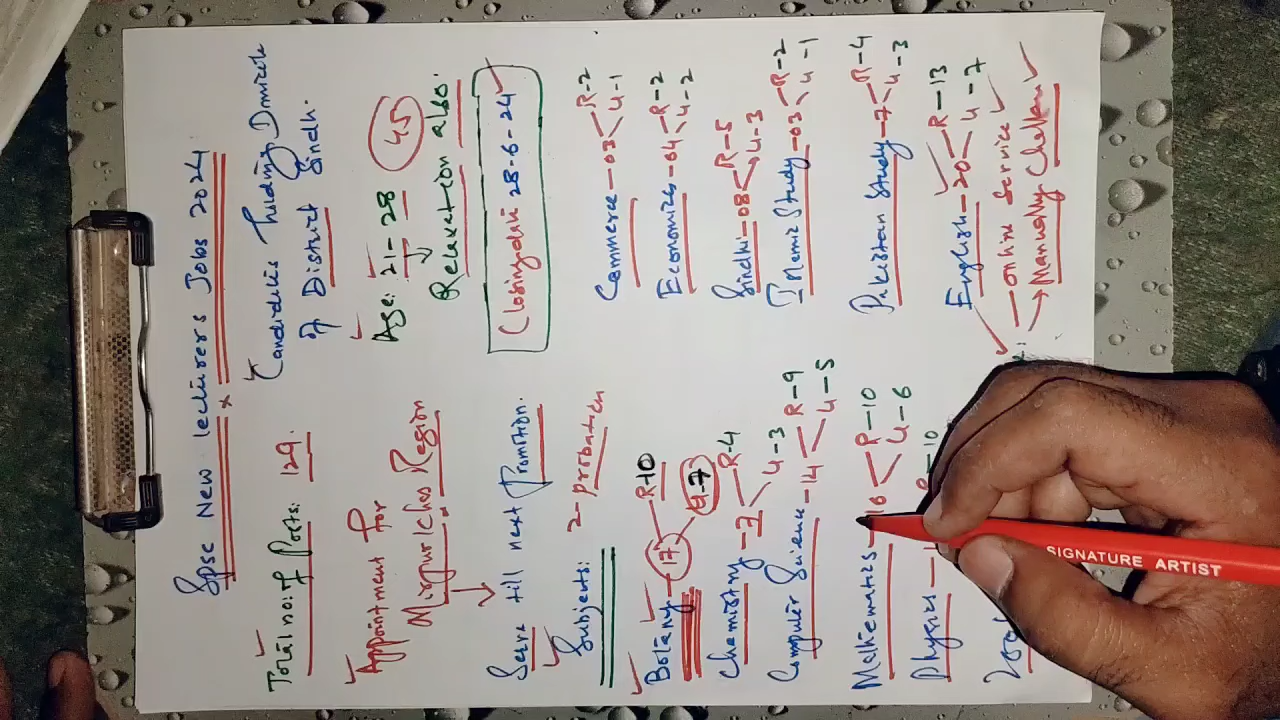 Spsc New lecturers Jobs 2024
Total no: of Posts: 129.
Candidates holding Domicile
of District Sindh.
Appointment for
Mirpurkhas Region
Age: 21-28 45
Relaxation also.
Serve till next Promotion.
Closing date 28-6-24
Subjects: 2-probation
Botany-17 R-10
U-7
Chemistry-7 R-4
U-3
Computer Science-14 R-9
U-5
Mathematics-16 R-10
U-6
Physics- R-10
Commerce-03 R-2
U-1
Economics-04 R-2
U-2
Sindhi-08 R-5
U-3
Islamic Study-03 R-2
U-1
Pakistan Study-7 R-4
U-3
English-20 R-13
U-7
online Service
Manually Challan
SIGNATURE ARTIST